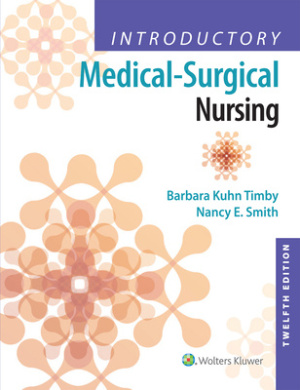 INTRODUCTORY
Medical-Surgical
Nursing
Barbara Kuhn Timby
Nancy E. Smith
TWELFTH EDITION
Wolters Kluwer